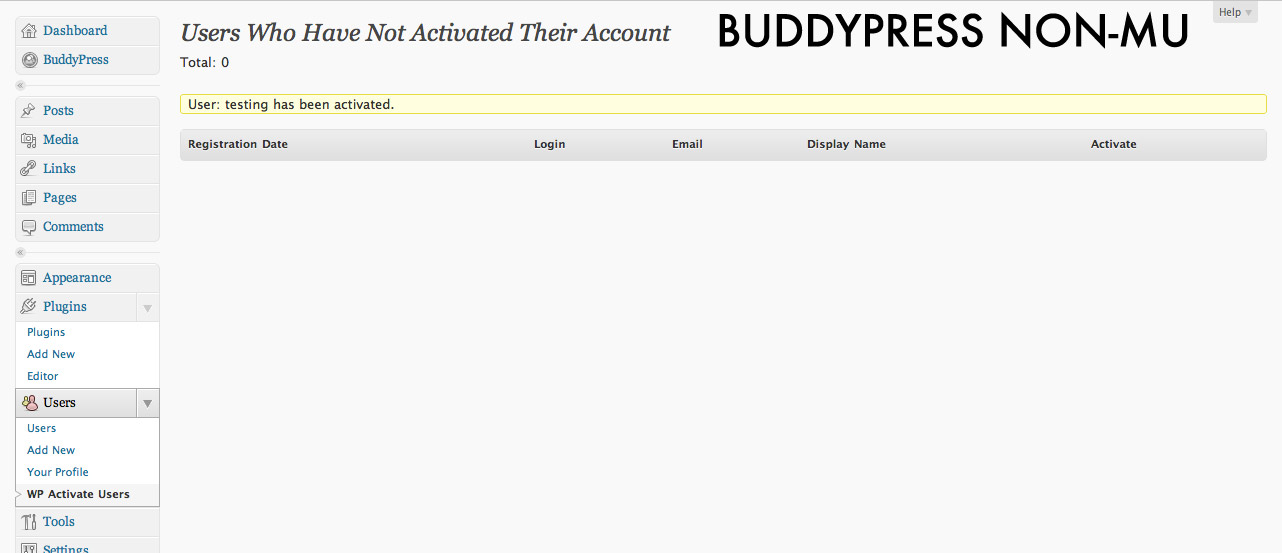 Help
BUDDYPRESS NON-MU
Users Who Have Not Activated Their Account
Total: 0
User: testing has been activated.
Registration Date Login Email Display Name Activate
Dashboard
BuddyPress
Posts
Media
Links
Pages
Comments
Appearance
Plugins
Plugins
Add New
Editor
Users
Users
Add New
Your Profile
WP Activate Users
Tools
Settings